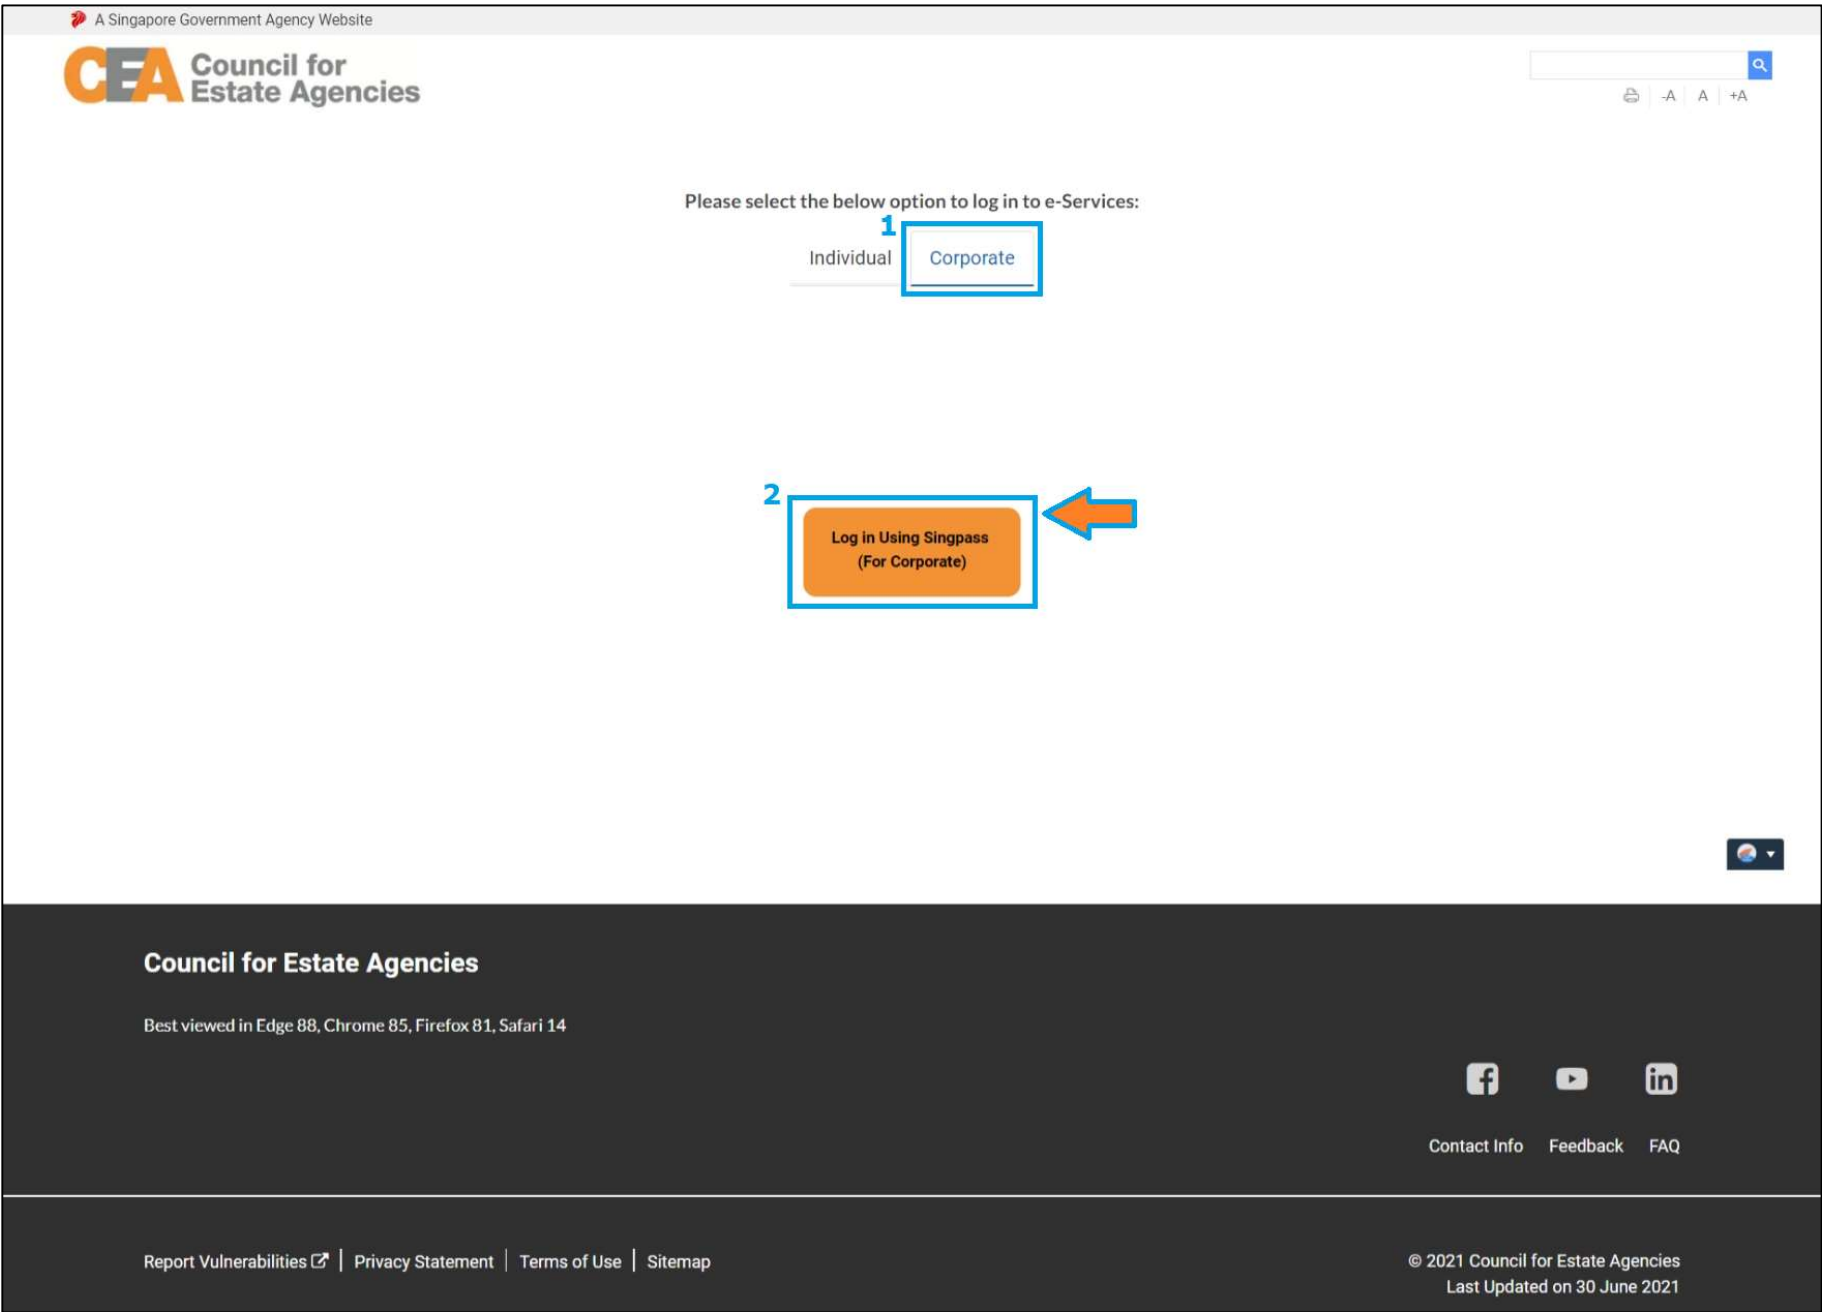 A Singapore Government Agency Website
CEA Council for
Estate Agencies
-A A +A
Please select the below option to log in to e-Services:
1
Individual Corporate
2
Log in Using Singpass
(For Corporate)
Council for Estate Agencies
Best viewed in Edge 88, Chrome 85, Firefox 81, Safari 14
Contact Info Feedback FAQ
Report Vulnerabilities | Privacy Statement | Terms of Use | Sitemap
© 2021 Council for Estate Agencies
Last Updated on 30 June 2021